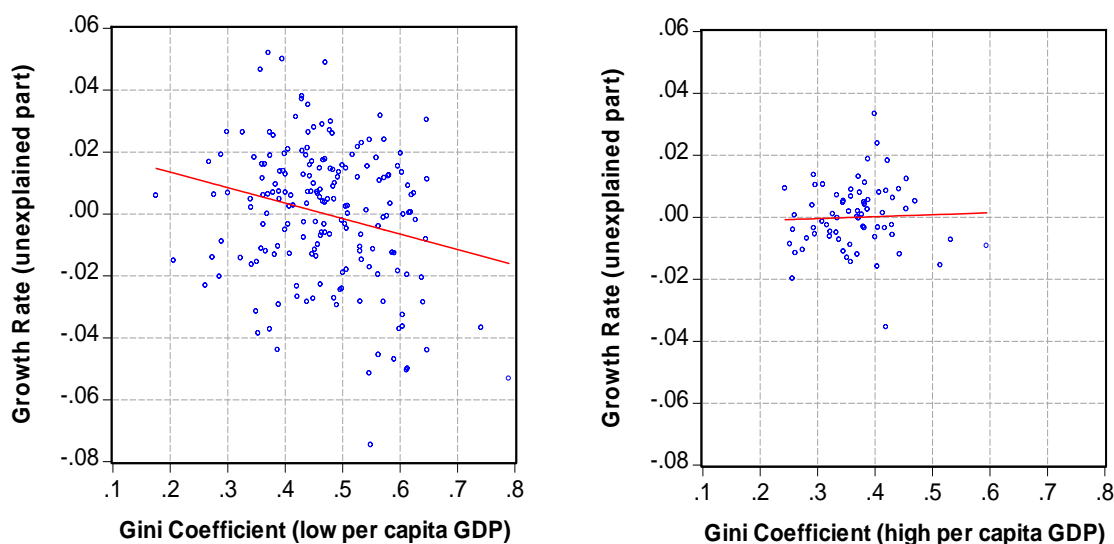 .06
.04
.02
.00
-.02
-.04
-.06
-.08
Growth Rate (unexplained part)
.1 .2 .3 .4 .5 .6 .7 .8
Gini Coefficient (low per capita GDP)
.06
.04
.02
.00
-.02
-.04
-.06
-.08
Growth Rate (unexplained part)
.1 .2 .3 .4 .5 .6 .7 .8
Gini Coefficient (high per capita GDP)